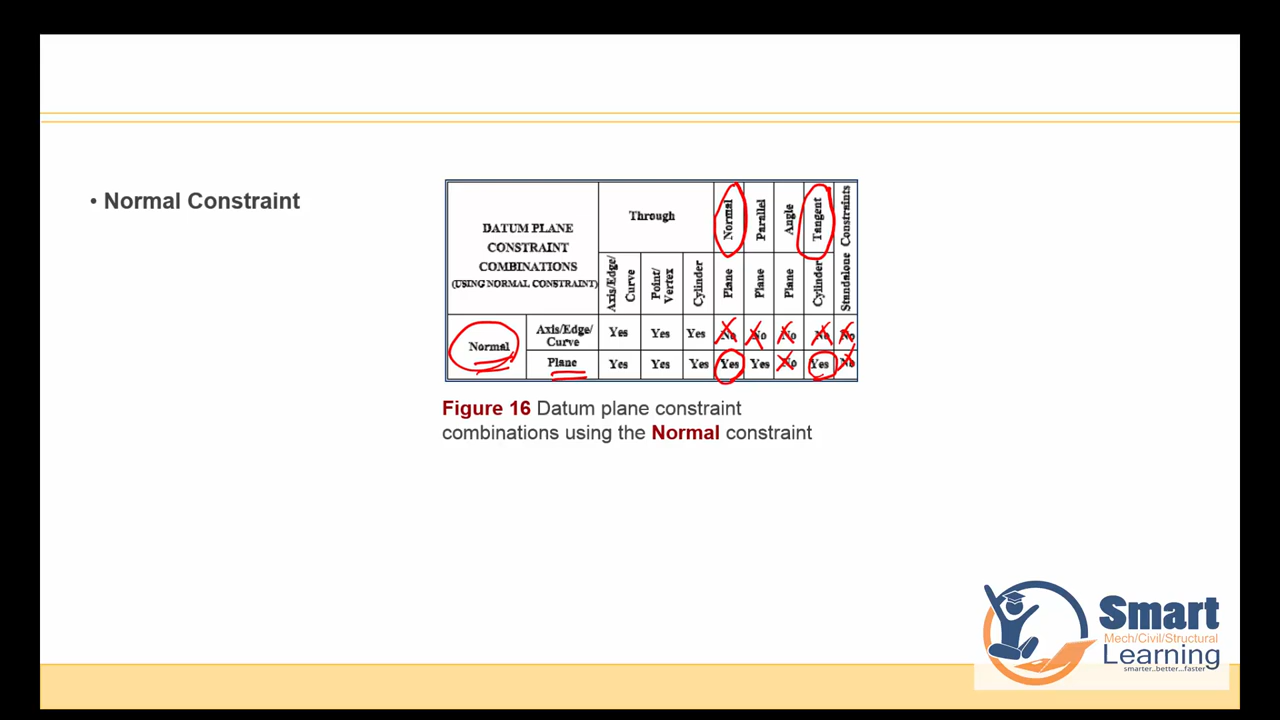 • Normal Constraint
DATUM PLANE
CONSTRAINT
COMBINATIONS
(USING NORMAL CONSTRAINT)
Through
Normal
Parallel
Angle
Tangent
Standalone Constraints
Axis/Edge/
Curve
Point/
Vertex
Cylinder
Plane
Plane
Plane
Cylinder
Normal
Axis/Edge/
Curve
Yes Yes Yes No No No No No
Plane Yes Yes Yes Yes Yes No Yes No
Figure 16 Datum plane constraint
combinations using the Normal constraint
Smart
Mech/Civil/Structural
Learning
smarter..better...faster